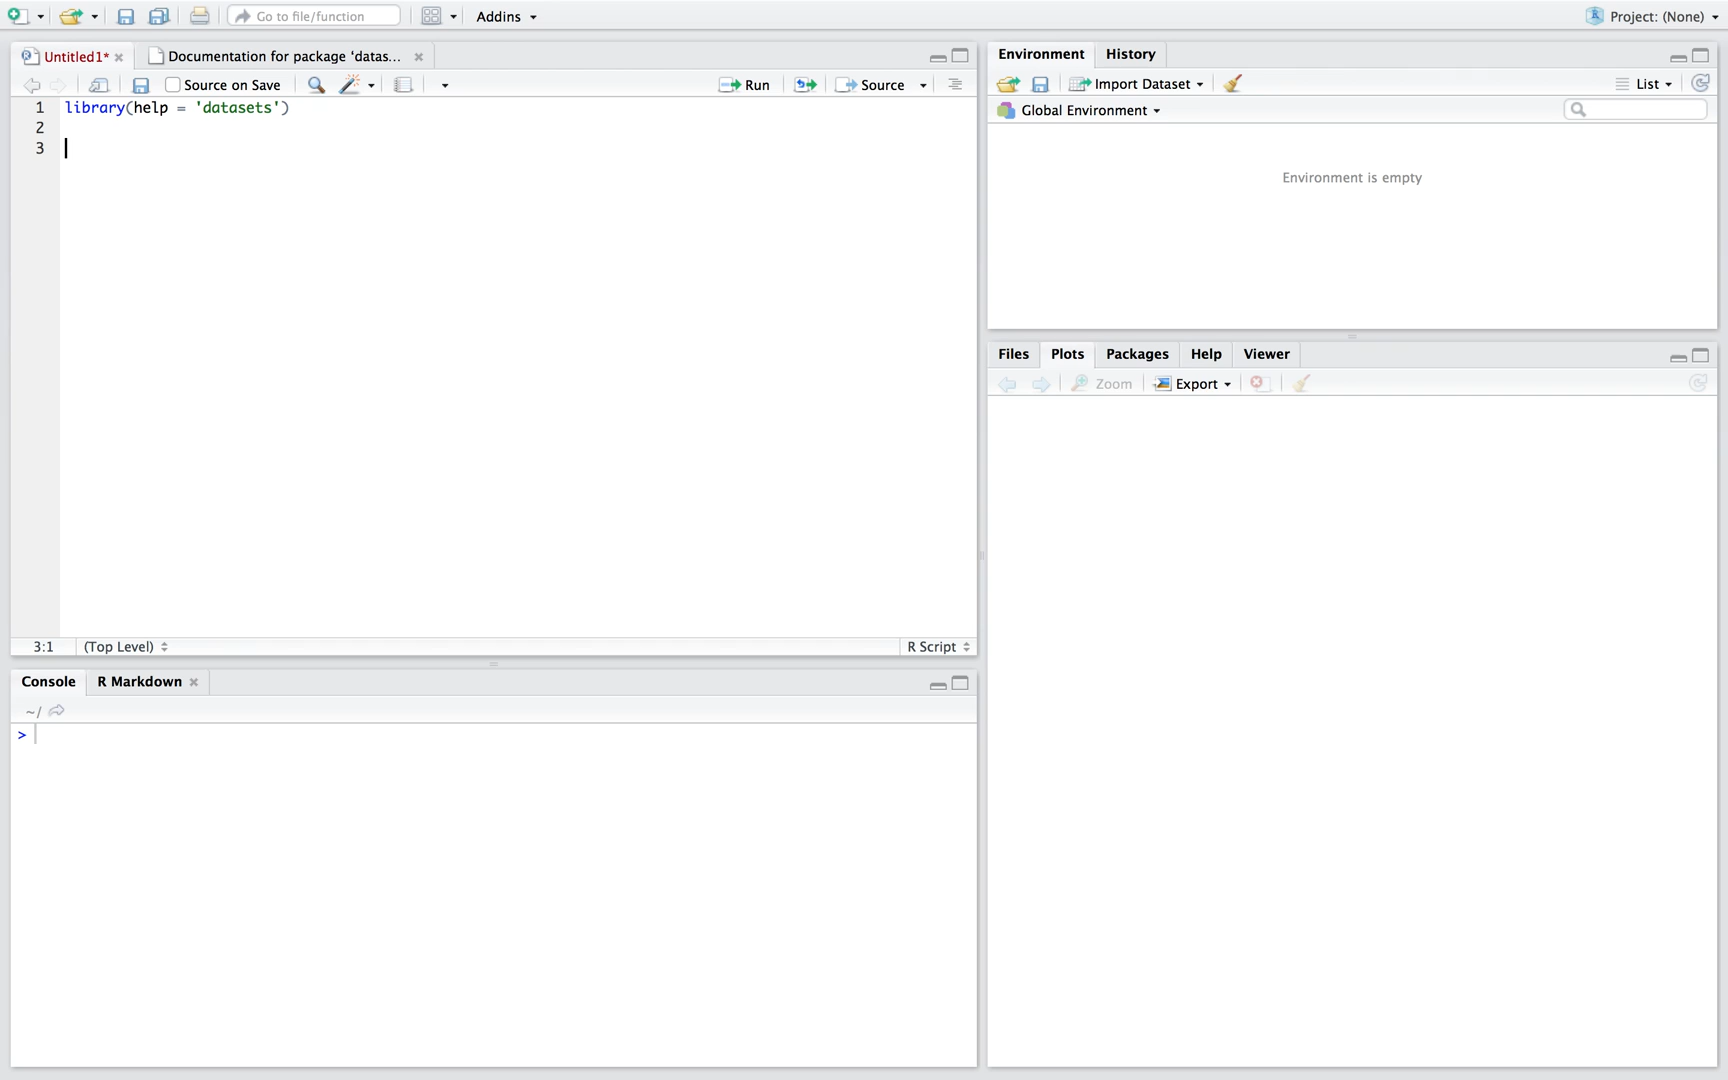 Go to file/function
Addins
Project: (None)
Untitled1*
Documentation for package ‘datas...
Source on Save
Run
Source
1 library(help = 'datasets')
2
3
3:1 (Top Level)
R Script
Console
R Markdown
~/
>
Environment
History
Import Dataset
List
Global Environment
Environment is empty
Files
Plots
Packages
Help
Viewer
Zoom
Export